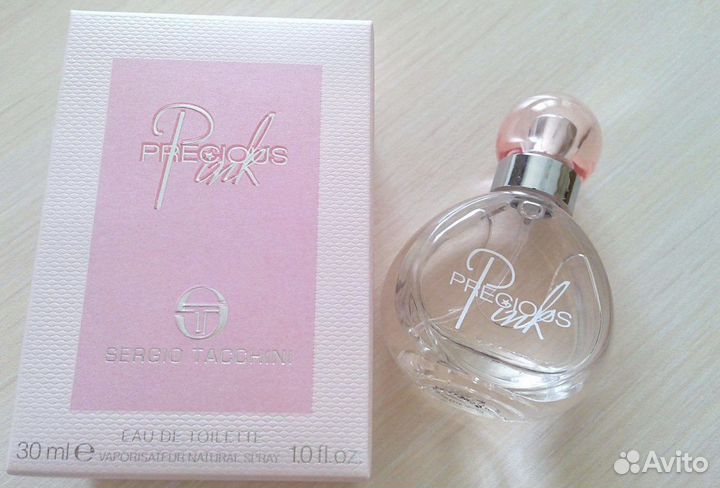 PRECIOUS
Pink
SERGIO TACCHINI
EAU DE TOILETTE
30 ml e VAPORISATEUR NATURAL SPRAY 1.0 fl.oz.
PRECIOUS
Pink
Avito